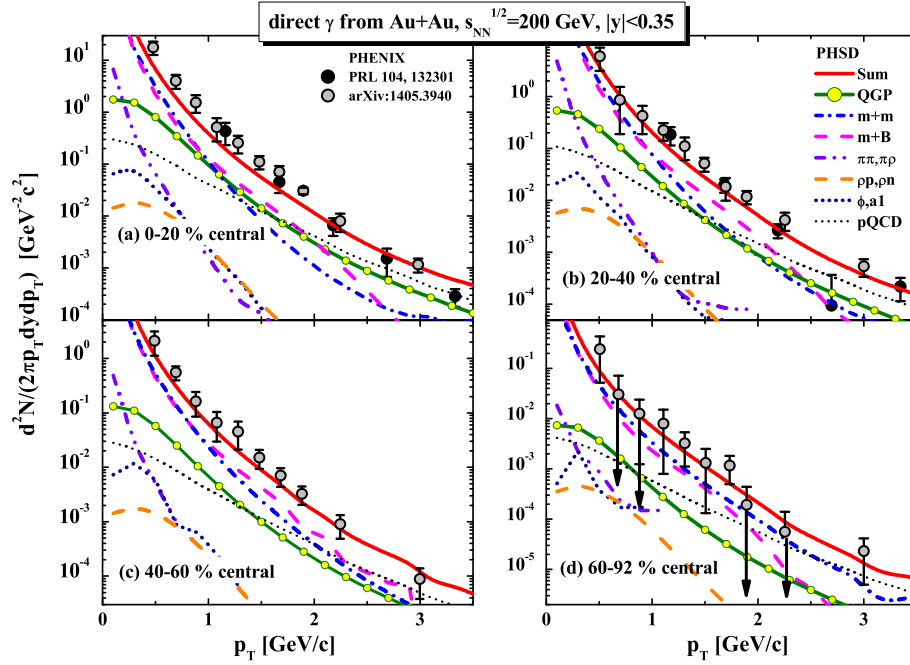 direct γ from Au+Au, s_NN^1/2=200 GeV, |y|<0.35
d²N/(2πp_T dydp_T) [GeV⁻²c²]
10¹
10⁰
10⁻¹
10⁻²
10⁻³
10⁻⁴
PHENIX
PRL 104, 132301
arXiv:1405.3940
(a) 0-20 % central
10⁰
10⁻¹
10⁻²
10⁻³
10⁻⁴
PHSD
Sum
QGP
m+m
m+B
ππ,πρ
ρp,ρn
ϕ,a1
pQCD
(b) 20-40 % central
10⁰
10⁻¹
10⁻²
10⁻³
10⁻⁴
(c) 40-60 % central
0 1 2 3
p_T [GeV/c]
10⁻¹
10⁻²
10⁻³
10⁻⁴
10⁻⁵
(d) 60-92 % central
0 1 2 3
p_T [GeV/c]